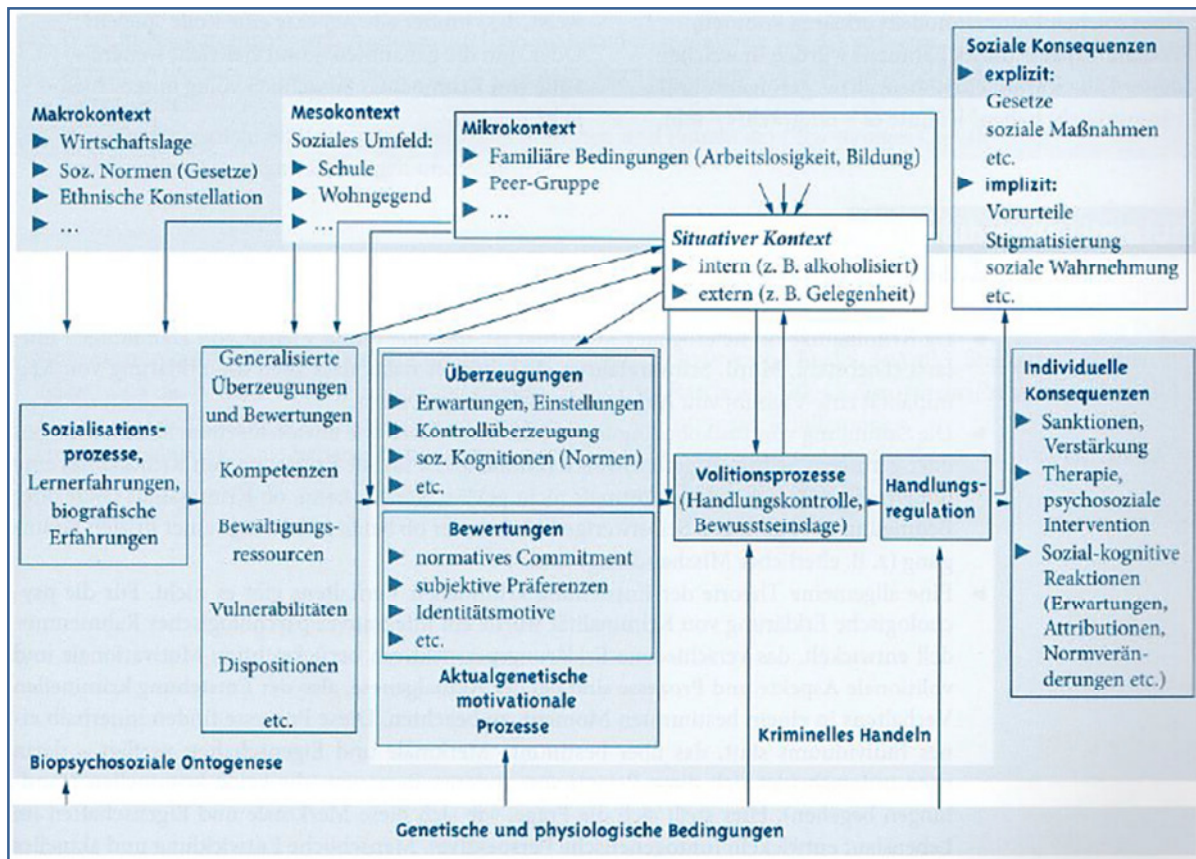 Soziale Konsequenzen
▶ explizit:
Gesetze
soziale Maßnahmen
etc.
▶ implizit:
Vorurteile
Stigmatisierung
soziale Wahrnehmung
etc.
Makrokontext
▶ Wirtschaftslage
▶ Soz. Normen (Gesetze)
▶ Ethnische Konstellation
▶ ...
Mesokontext
Soziales Umfeld:
▶ Schule
▶ Wohngegend
▶ ...
Mikrokontext
▶ Familiäre Bedingungen (Arbeitslosigkeit, Bildung)
▶ Peer-Gruppe
▶ ...
Situativer Kontext
▶ intern (z. B. alkoholisiert)
▶ extern (z. B. Gelegenheit)
Sozialisations-
prozesse,
Lernerfahrungen,
biografische
Erfahrungen
Generalisierte
Überzeugungen
und Bewertungen
Kompetenzen
Bewältigungs-
ressourcen
Vulnerabilitäten
Dispositionen
etc.
Überzeugungen
▶ Erwartungen, Einstellungen
▶ Kontrollüberzeugung
▶ soz. Kognitionen (Normen)
▶ etc.
Bewertungen
▶ normatives Commitment
▶ subjektive Präferenzen
▶ Identitätsmotive
▶ etc.
Aktualgenetische
motivationale
Prozesse
Volitionsprozesse
(Handlungskontrolle,
Bewusstseinslage)
Handlungs-
regulation
Individuelle
Konsequenzen
▶ Sanktionen,
Verstärkung
▶ Therapie,
psychosoziale
Intervention
▶ Sozial-kognitive
Reaktionen
(Erwartungen,
Attributionen,
Normverän-
derungen etc.)
Kriminelles Handeln
Biopsychosoziale Ontogenese
Genetische und physiologische Bedingungen